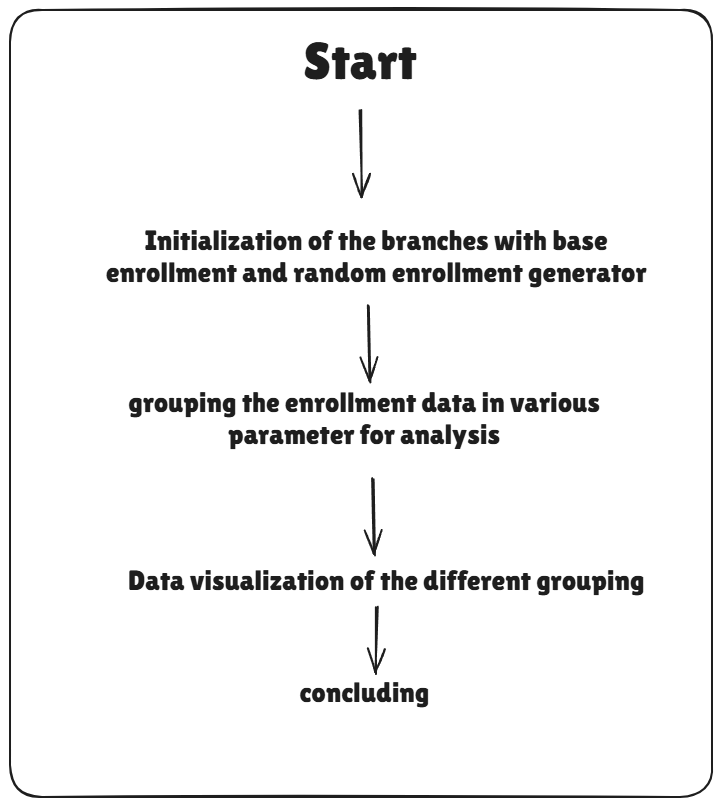 Start
Initialization of the branches with base
enrollment and random enrollment generator
grouping the enrollment data in various
parameter for analysis
Data visualization of the different grouping
concluding